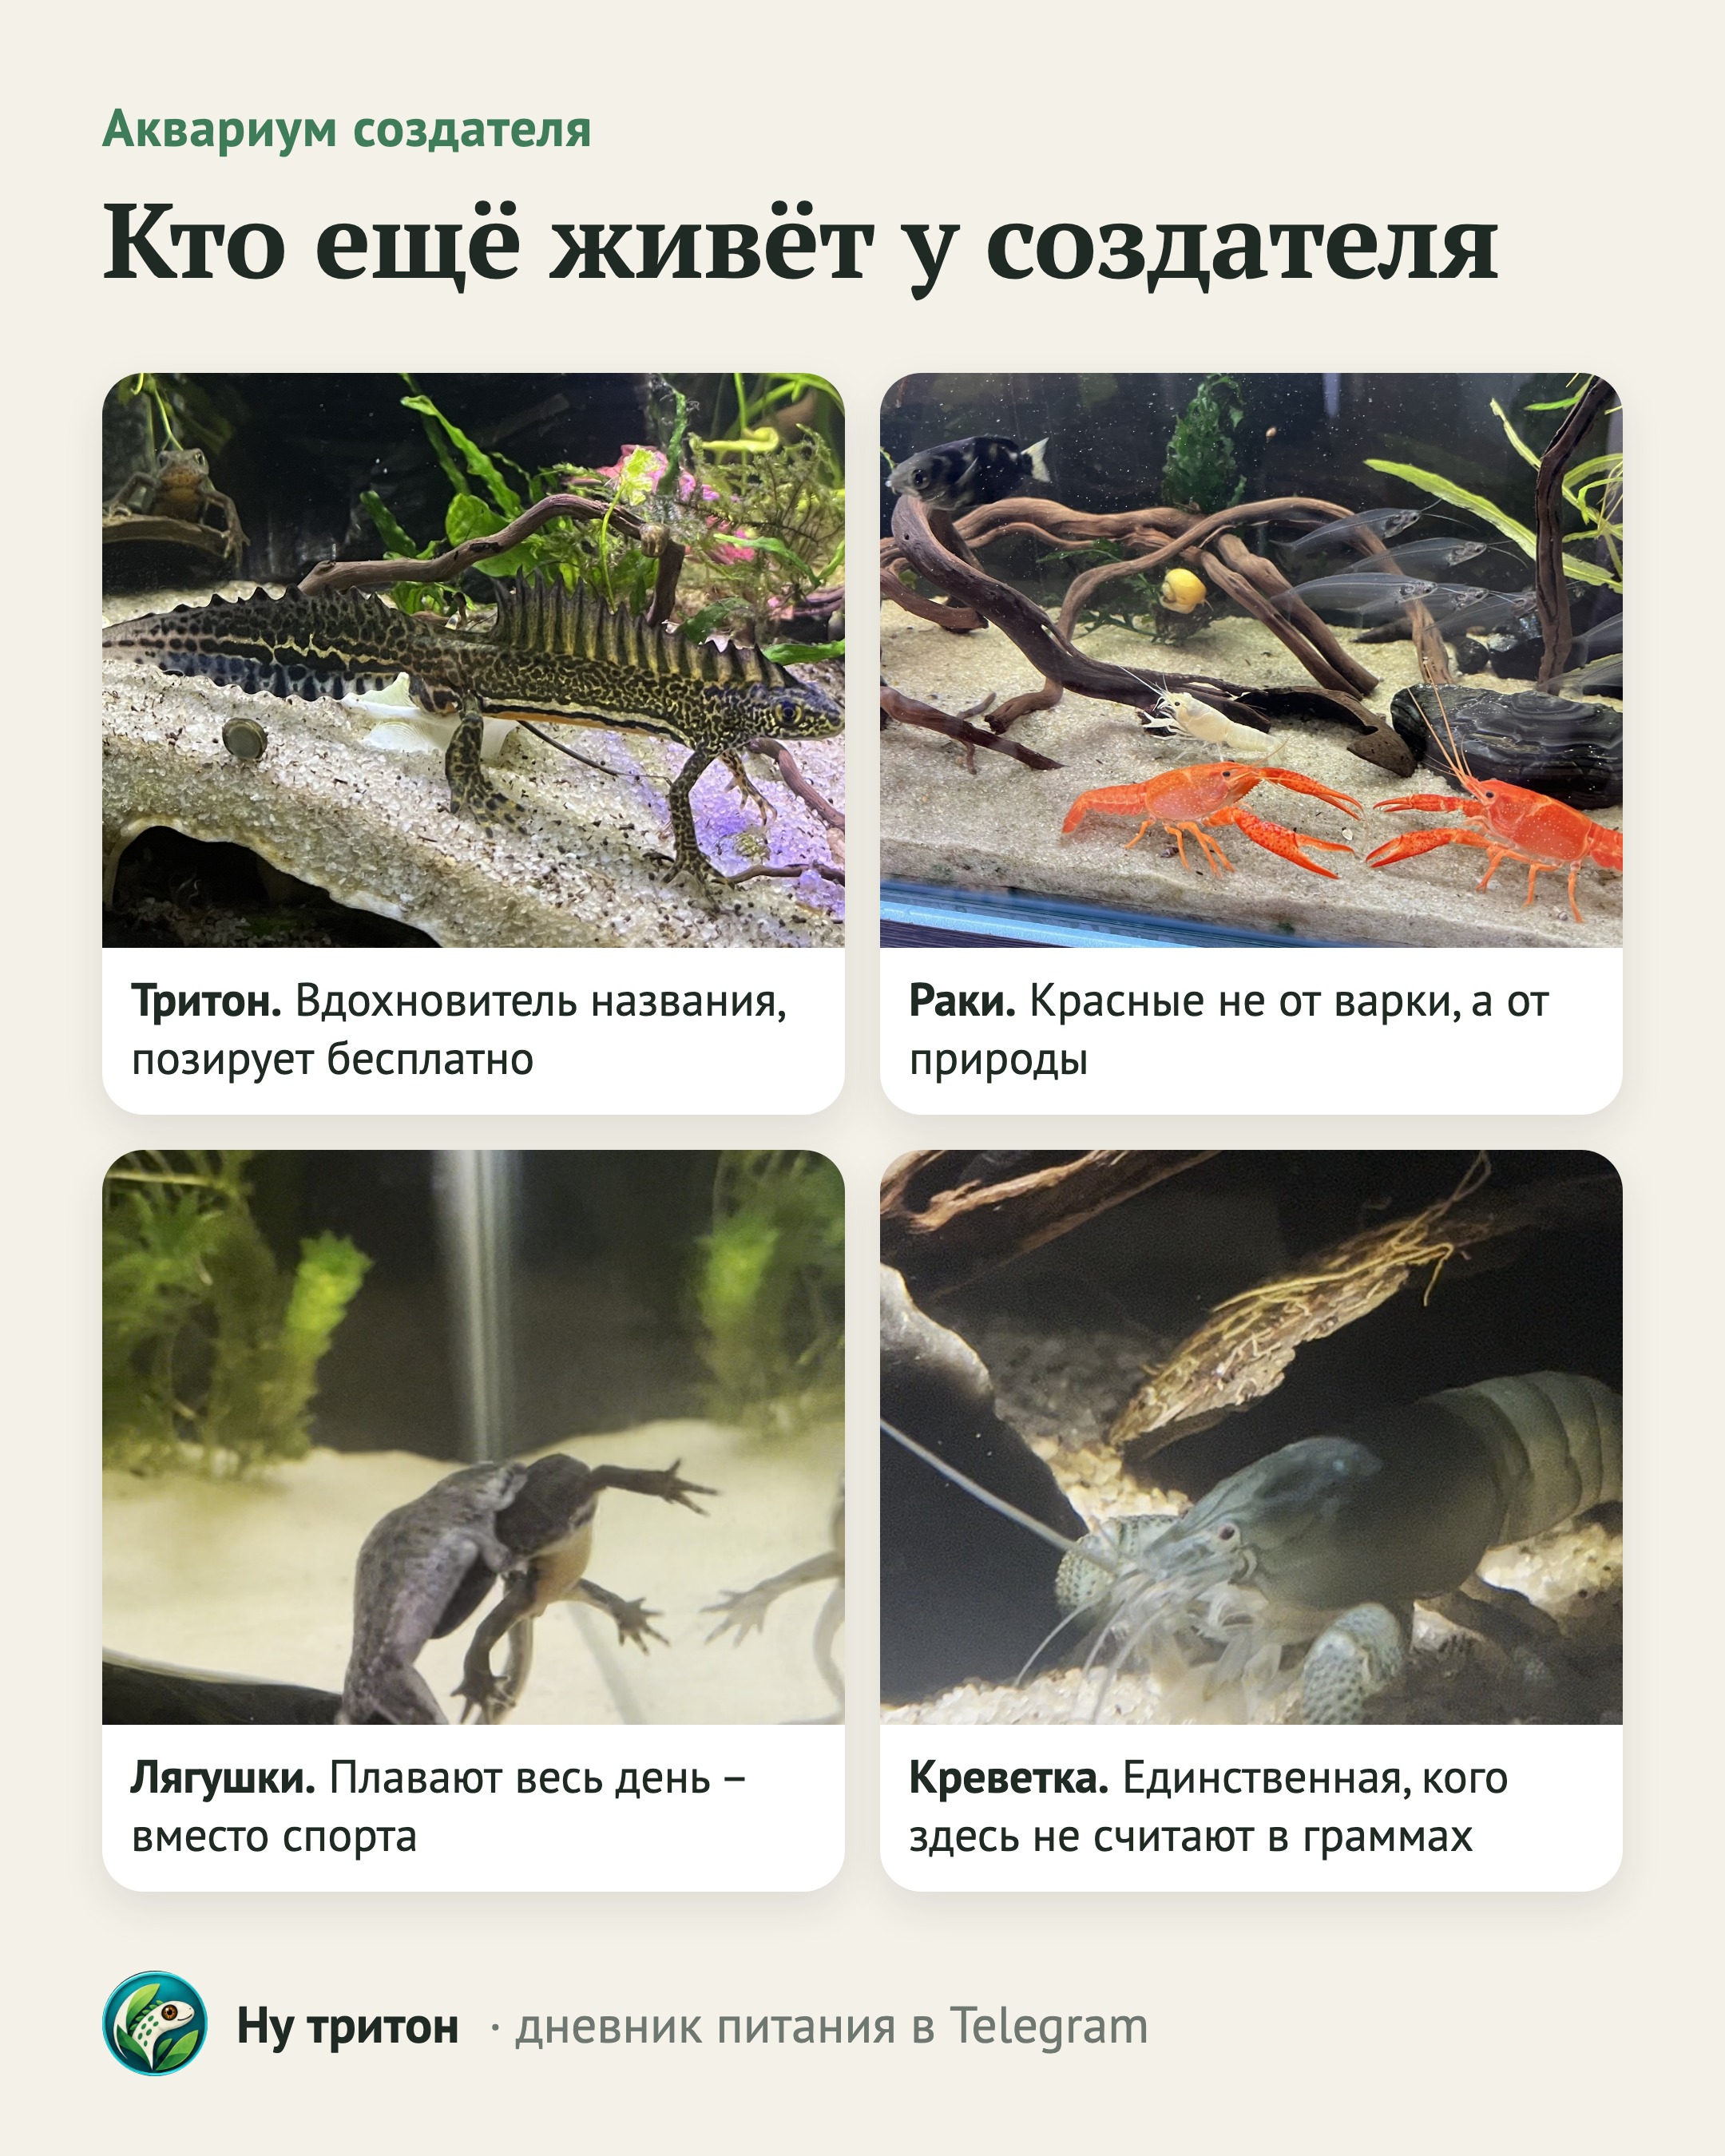 Аквариум создателя
Кто ещё живёт у создателя
Тритон. Вдохновитель названия,
позирует бесплатно
Раки. Красные не от варки, а от
природы
Лягушки. Плавают весь день –
вместо спорта
Креветка. Единственная, кого
здесь не считают в граммах
Ну тритон · дневник питания в Telegram